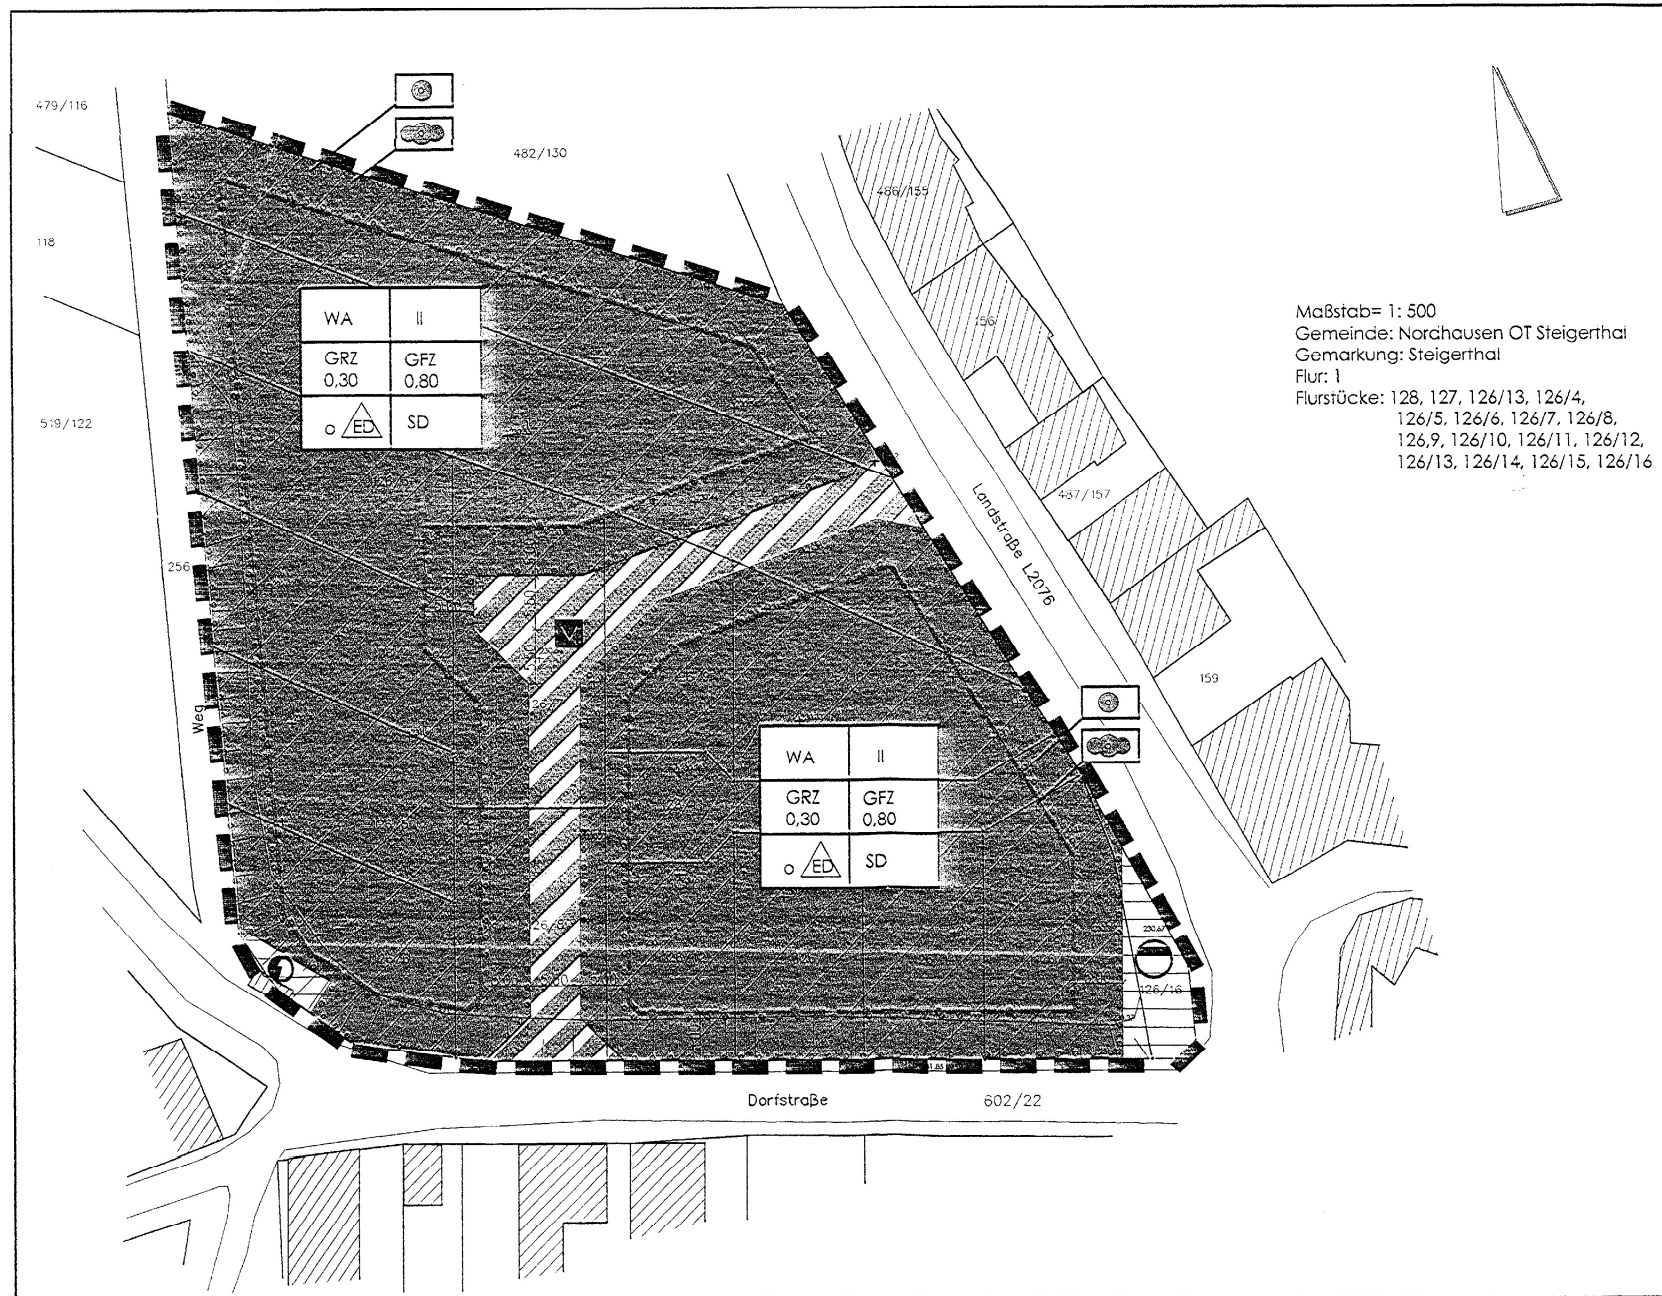 479/116
482/130
486/155
118
WA II
GRZ GFZ
0,30 0,80
o ED SD
156
Maßstab= 1: 500
Gemeinde: Nordhausen OT Steigerthal
Gemarkung: Steigerthal
Flur: 1
Flurstücke: 128, 127, 126/13, 126/4,
126/5, 126/6, 126/7, 126/8,
126,9, 126/10, 126/11, 126/12,
126/13, 126/14, 126/15, 126/16
519/122
487/157
Landstraße L2076
256
V
159
Weg
WA II
GRZ GFZ
0,30 0,80
o ED SD
230.67
126/16
Dorfstraße 602/22